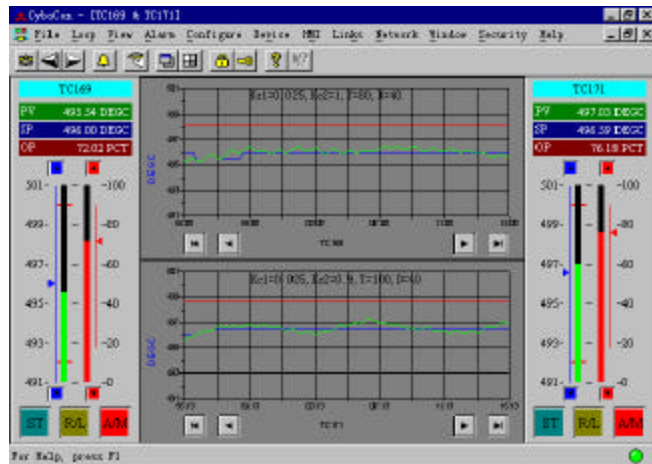 CyboCon - [TC169 & TC171]
File Loop View Alarm Configure Device HMI Links Network Window Security Help
TC169
PV 495.54 DEGC
SP 496.00 DEGC
OP 72.02 PCT
501- -100
499- -80
497- -60
495- -40
493- -20
491- -0
ST R/L A/M
Kc1=0.025, Kc2=1, T=80, D=40
DEGC
TC169
Kc1=0.025, Kc2=0.9, T=100, D=40
DEGC
TC171
TC171
PV 497.03 DEGC
SP 496.59 DEGC
OP 76.18 PCT
501- -100
499- -80
497- -60
495- -40
493- -20
491- -0
ST R/L A/M
For Help, press F1